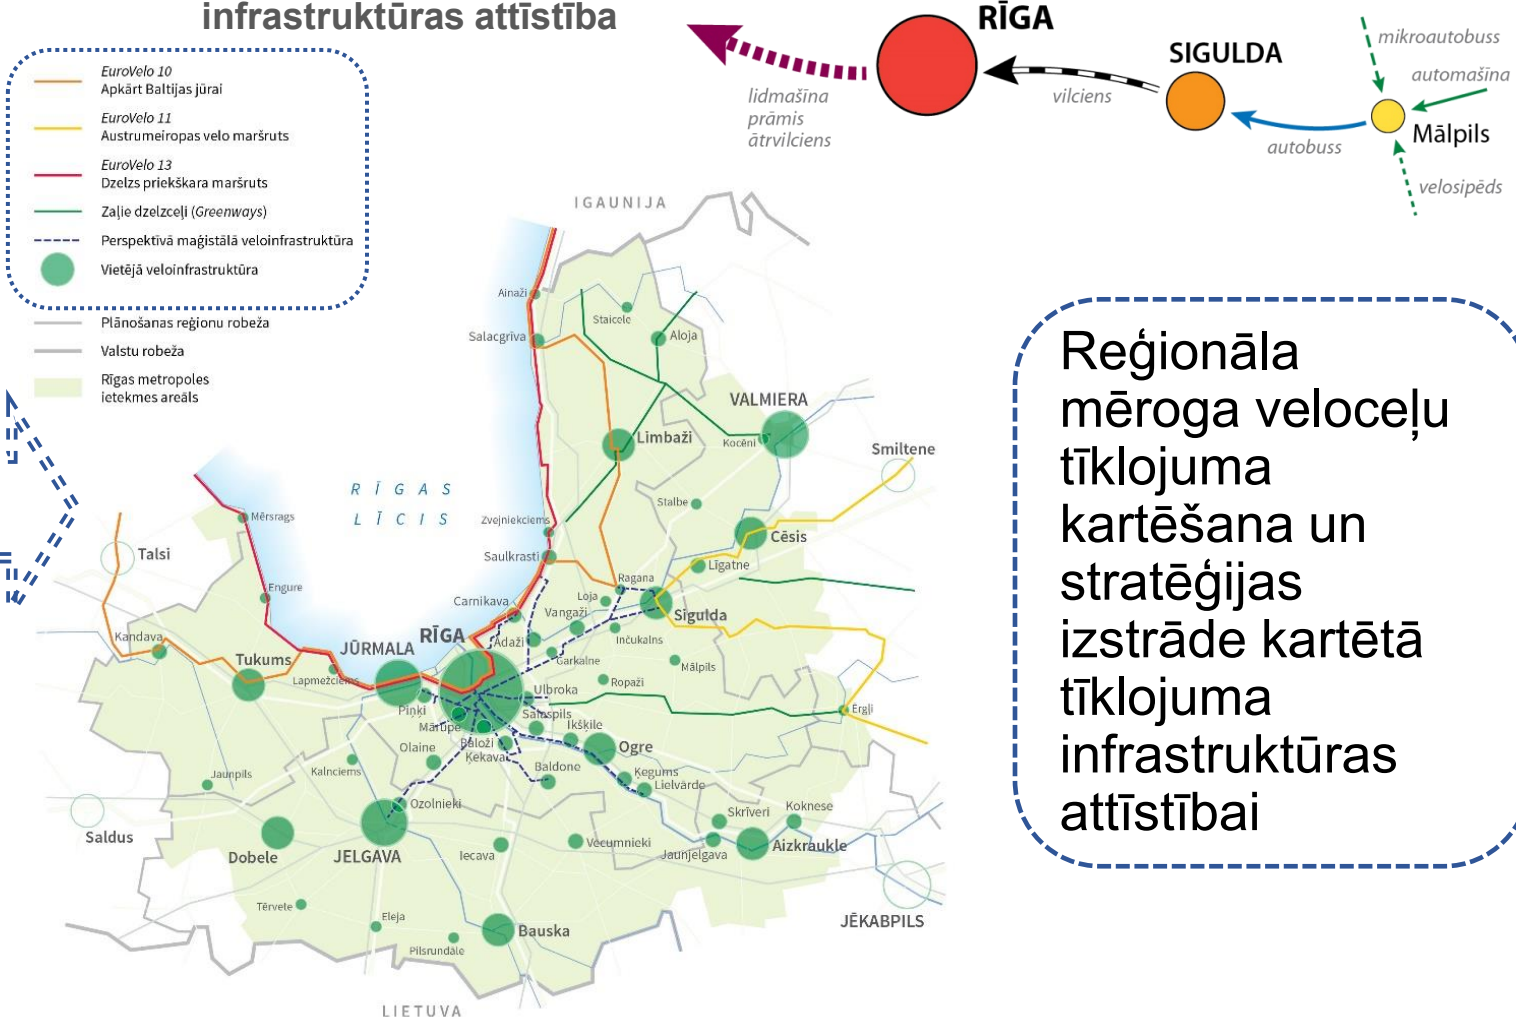 infrastruktūras attīstība
EuroVelo 10
Apkārt Baltijas jūrai
EuroVelo 11
Austrumeiropas velo maršruts
EuroVelo 13
Dzelzs priekškara maršruts
Zaļie dzelzceļi (Greenways)
Perspektīvā maģistālā veloinfrastruktūra
Vietējā veloinfrastruktūra
Plānošanas reģionu robeža
Valstu robeža
Rīgas metropoles
ietekmes areāls
RĪGA
SIGULDA
Mālpils
lidmašīna
prāmis
ātrvilciens
vilciens
autobuss
mikroautobuss
automašīna
velosipēds
IGAUNIJA
Ainaži
Staicele
Salacgrīva
Aloja
VALMIERA
Limbaži
Kocēni
Smiltene
RĪGAS
LĪCIS
Stalbe
Mērsrags
Zvejniekciems
Cēsis
Talsi
Saulkrasti
Līgatne
Engure
Ragana
Carnikava
Loja
Vangaži
Sigulda
Kandava
JŪRMALA
RĪGA
Ādaži
Inčukalns
Tukums
Garkalne
Mālpils
Lapmežciems
Ropaži
Ulbroka
Piņķi
Salaspils
Ērgļi
Mārupe
Ikšķile
Olaine
Baloži
Ogre
Ķekava
Jaunpils
Kalnciems
Baldone
Ķegums
Lielvārde
Ozolnieki
Skrīveri
Koknese
Saldus
Dobele
JELGAVA
Iecava
Vecumnieki
Jaunjelgava
Aizkraukle
Tērvete
Eleja
Bauska
JĒKABPILS
Pilsrundāle
LIETUVA
Reģionāla
mēroga veloceļu
tīklojuma
kartēšana un
stratēģijas
izstrāde kartētā
tīklojuma
infrastruktūras
attīstībai